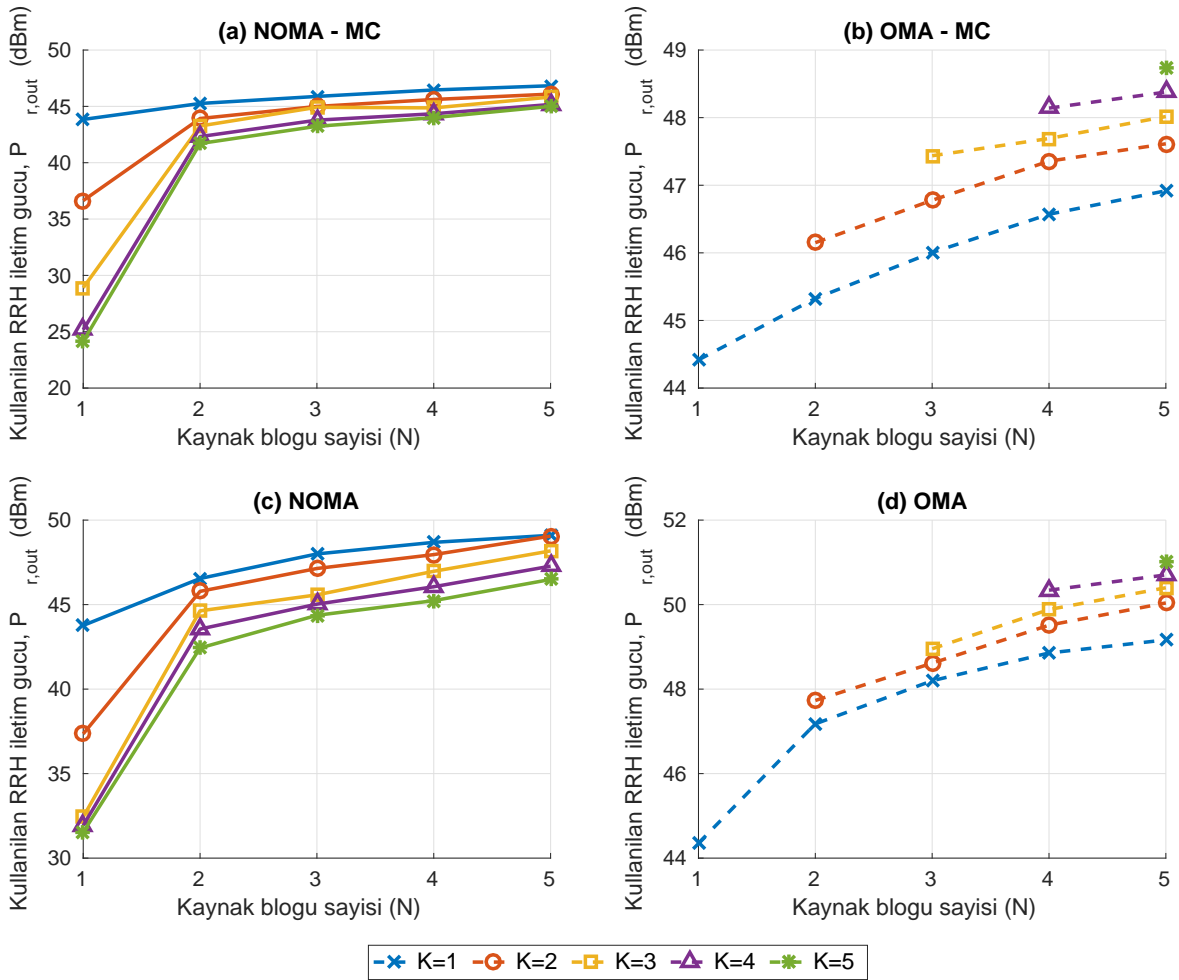 (a) NOMA - MC
Kullanilan RRH iletim gucu, P r,out (dBm)
50
45
40
35
30
25
20
1 2 3 4 5
Kaynak blogu sayisi (N)
(b) OMA - MC
Kullanilan RRH iletim gucu, P r,out (dBm)
49
48
47
46
45
44
1 2 3 4 5
Kaynak blogu sayisi (N)
(c) NOMA
Kullanilan RRH iletim gucu, P r,out (dBm)
50
45
40
35
30
1 2 3 4 5
Kaynak blogu sayisi (N)
(d) OMA
Kullanilan RRH iletim gucu, P r,out (dBm)
52
50
48
46
44
1 2 3 4 5
Kaynak blogu sayisi (N)
K=1 K=2 K=3 K=4 K=5